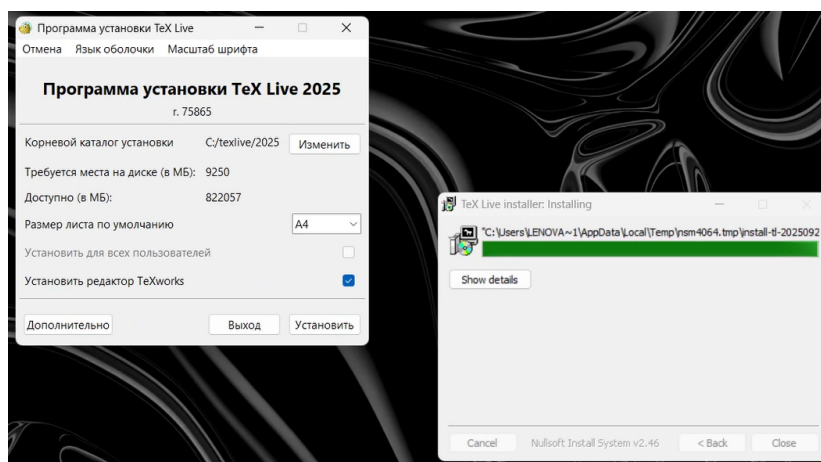 Программа установки TeX Live
Отмена Язык оболочки Масштаб шрифта
Программа установки TeX Live 2025
r. 75865
Корневой каталог установки C:/texlive/2025 Изменить
Требуется места на диске (в МБ): 9250
Доступно (в МБ): 822057
Размер листа по умолчанию A4
Установить для всех пользователей
Установить редактор TeXworks
Дополнительно Выход Установить
TeX Live installer: Installing
"C:\Users\LENOVA~1\AppData\Local\Temp\nsm4064.tmp\install-tl-2025092
Show details
Cancel Nullsoft Install System v2.46 < Back Close